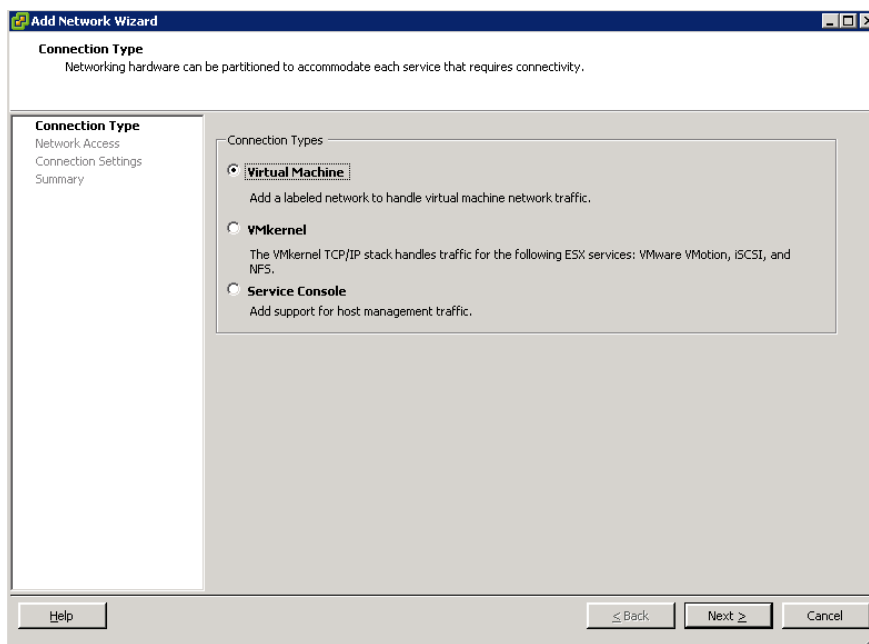 Add Network Wizard
Connection Type
Networking hardware can be partitioned to accommodate each service that requires connectivity.
Connection Type
Network Access
Connection Settings
Summary
Connection Types
Virtual Machine
Add a labeled network to handle virtual machine network traffic.
VMkernel
The VMkernel TCP/IP stack handles traffic for the following ESX services: VMware VMotion, iSCSI, and
NFS.
Service Console
Add support for host management traffic.
Help
< Back
Next >
Cancel